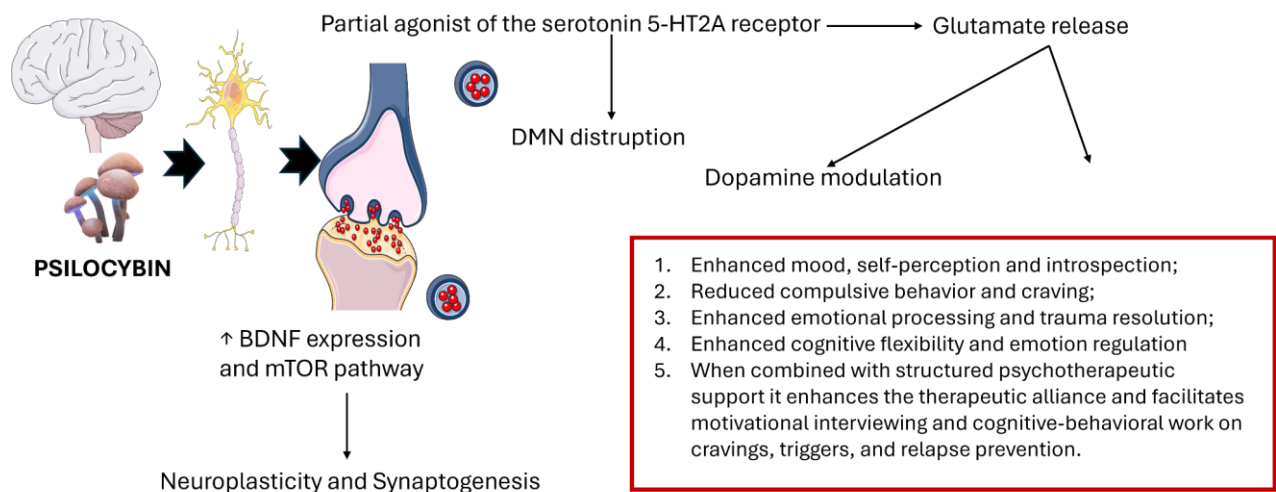 Partial agonist of the serotonin 5-HT2A receptor
Glutamate release
DMN distruption
Dopamine modulation
PSILOCYBIN
↑ BDNF expression
and mTOR pathway
Neuroplasticity and Synaptogenesis
1. Enhanced mood, self-perception and introspection;
2. Reduced compulsive behavior and craving;
3. Enhanced emotional processing and trauma resolution;
4. Enhanced cognitive flexibility and emotion regulation
5. When combined with structured psychotherapeutic
support it enhances the therapeutic alliance and facilitates
motivational interviewing and cognitive-behavioral work on
cravings, triggers, and relapse prevention.